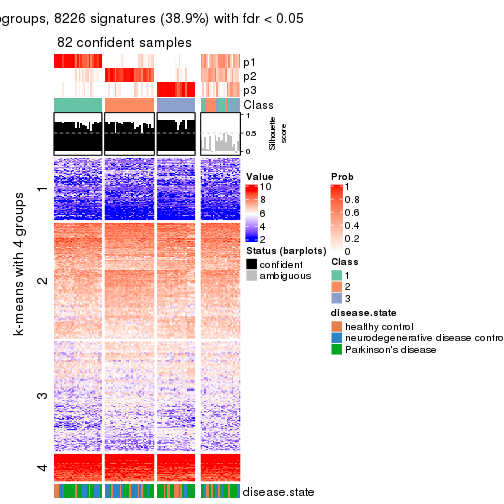 ogroups, 8226 signatures (38.9%) with fdr < 0.05
82 confident samples
p1
p2
p3
Class
1
0.5
0
Silhouette
score
k-means with 4 groups
1
2
3
4
disease.state
Value
10
8
6
4
2
Status (barplots)
confident
ambiguous
Prob
1
0.8
0.6
0.4
0.2
0
Class
1
2
3
disease.state
healthy control
neurodegenerative disease contro
Parkinson's disease